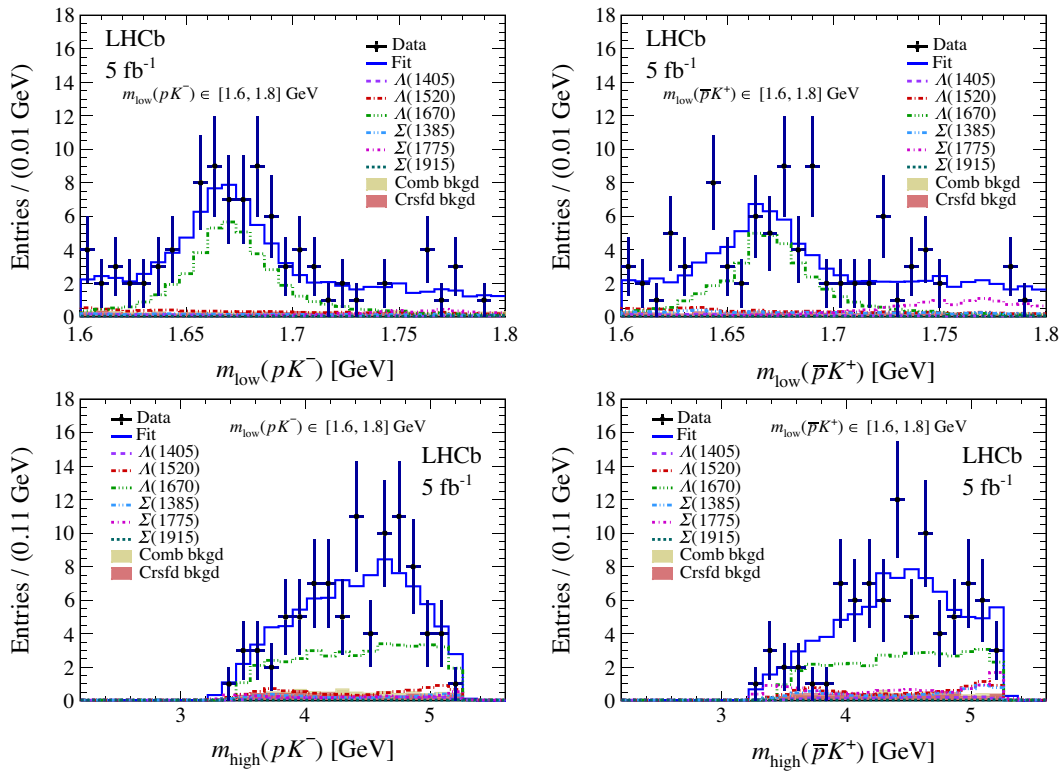 LHCb
5 fb⁻¹
m_low(pK⁻) ∈ [1.6, 1.8] GeV
Data
Fit
Λ(1405)
Λ(1520)
Λ(1670)
Σ(1385)
Σ(1775)
Σ(1915)
Comb bkgd
Crsfd bkgd
Entries / (0.01 GeV)
18
16
14
12
10
8
6
4
2
0
1.6 1.65 1.7 1.75 1.8
m_low(pK⁻) [GeV]
LHCb
5 fb⁻¹
m_low(p̅K⁺) ∈ [1.6, 1.8] GeV
Data
Fit
Λ(1405)
Λ(1520)
Λ(1670)
Σ(1385)
Σ(1775)
Σ(1915)
Comb bkgd
Crsfd bkgd
Entries / (0.01 GeV)
18
16
14
12
10
8
6
4
2
0
1.6 1.65 1.7 1.75 1.8
m_low(p̅K⁺) [GeV]
Data
Fit
Λ(1405)
Λ(1520)
Λ(1670)
Σ(1385)
Σ(1775)
Σ(1915)
Comb bkgd
Crsfd bkgd
m_low(pK⁻) ∈ [1.6, 1.8] GeV
LHCb
5 fb⁻¹
Entries / (0.11 GeV)
18
16
14
12
10
8
6
4
2
0
3 4 5
m_high(pK⁻) [GeV]
Data
Fit
Λ(1405)
Λ(1520)
Λ(1670)
Σ(1385)
Σ(1775)
Σ(1915)
Comb bkgd
Crsfd bkgd
m_low(p̅K⁺) ∈ [1.6, 1.8] GeV
LHCb
5 fb⁻¹
Entries / (0.11 GeV)
18
16
14
12
10
8
6
4
2
0
3 4 5
m_high(p̅K⁺) [GeV]